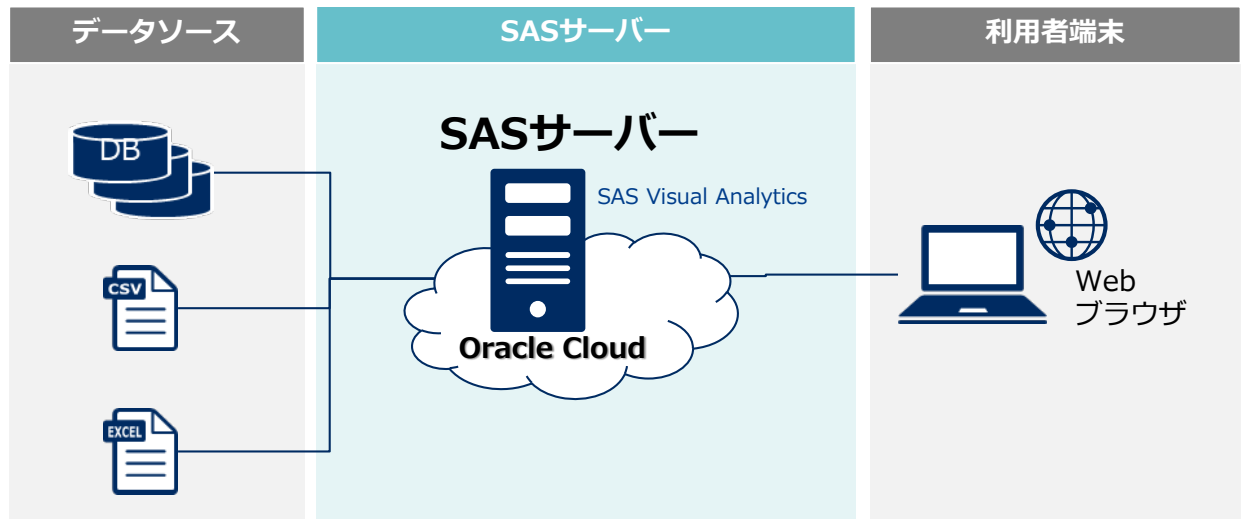 データソース
SASサーバー
利用者端末
SASサーバー
DB
SAS Visual Analytics
CSV
Web
ブラウザ
Oracle Cloud
EXCEL